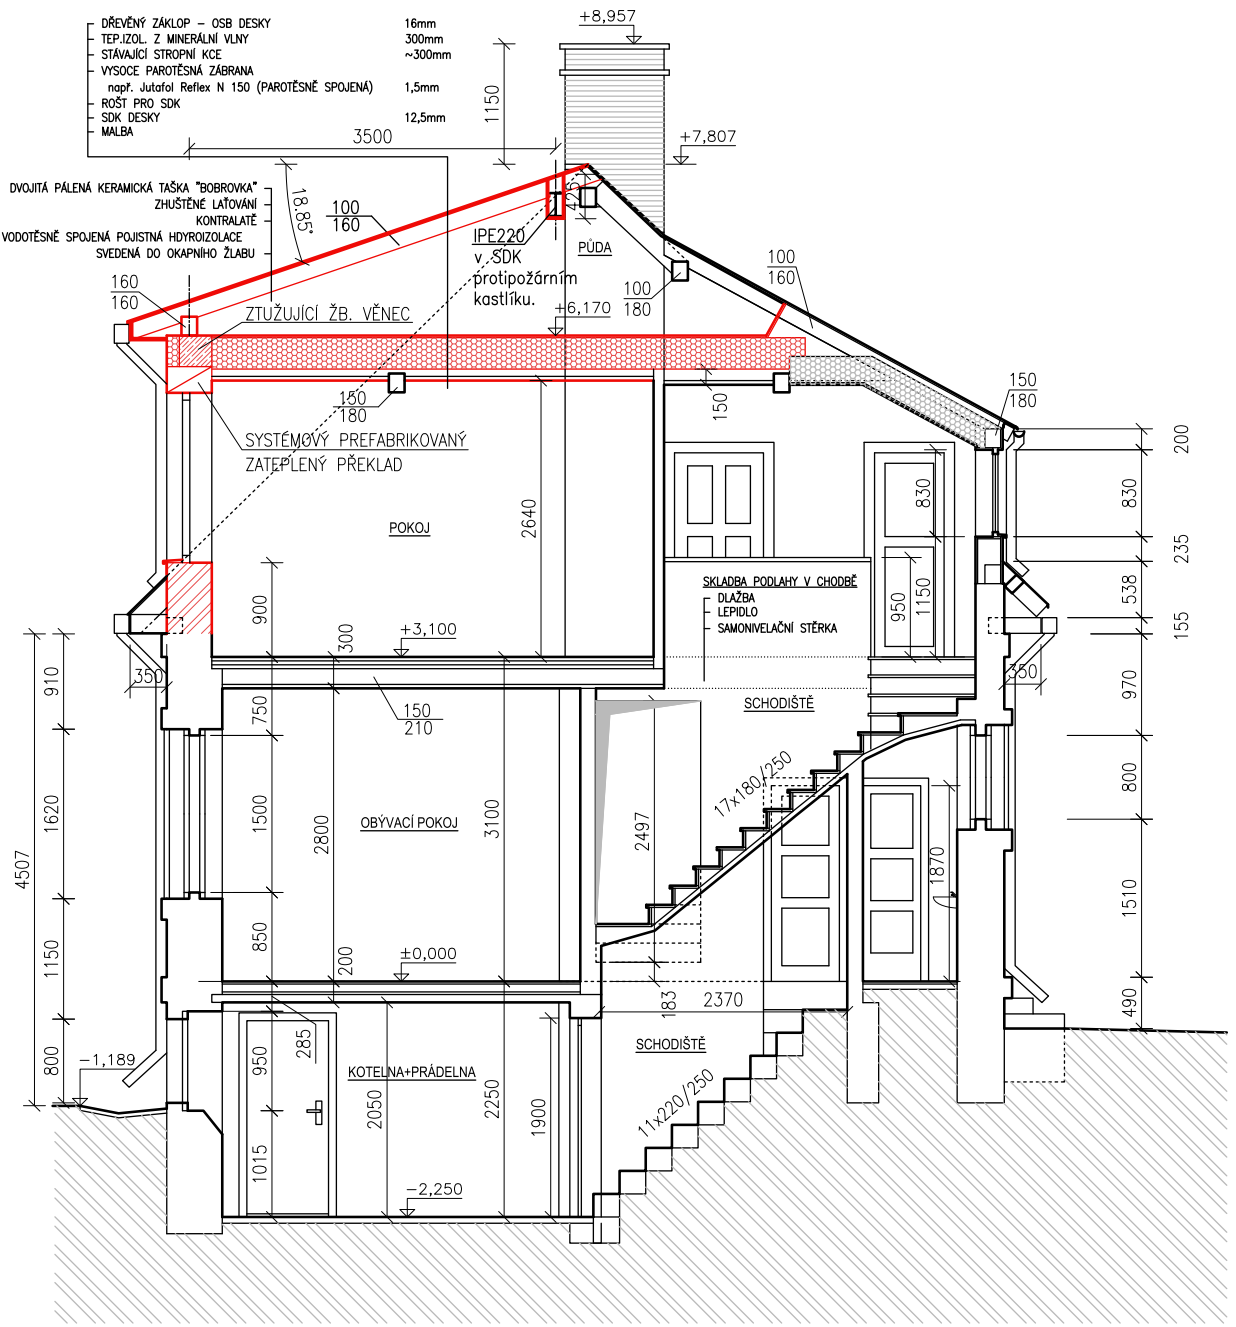 DŘEVĚNÝ ZÁKLOP – OSB DESKY 16mm
TEP.IZOL. Z MINERÁLNÍ VLNY 300mm
STÁVAJÍCÍ STROPNÍ KCE ~300mm
VYSOCE PAROTĚSNÁ ZÁBRANA
např. Jutafol Reflex N 150 (PAROTĚSNĚ SPOJENÁ) 1,5mm
ROŠT PRO SDK
SDK DESKY 12,5mm
MALBA
+8,957
1150
3500
+7,807
DVOJITÁ PÁLENÁ KERAMICKÁ TAŠKA "BOBROVKA"
ZHUŠTĚNÉ LAŤOVÁNÍ
KONTRALATĚ
VODOTĚSNĚ SPOJENÁ POJISTNÁ HDYROIZOLACE
SVEDENÁ DO OKAPNÍHO ŽLABU
18.85°
100
160
IPE220
v SDK
protipožárním
kastlíku.
PŮDA
100
180
100
160
160
160
ZTUŽUJÍCÍ ŽB. VĚNEC
+6,170
150
180
150
150
180
SYSTÉMOVÝ PREFABRIKOVANÝ
ZATEPLENÝ PŘEKLAD
200
830
830
POKOJ
2640
235
SKLADBA PODLAHY V CHODBĚ
DLAŽBA
LEPIDLO
SAMONIVELAČNÍ STĚRKA
950
1150
538
900
300
+3,100
155
350
350
910
750
970
150
210
SCHODIŠTĚ
17x180/250
800
1620
1500
2800
OBÝVACÍ POKOJ
3100
2497
4507
1870
1510
1150
850
200
±0,000
183
2370
490
285
SCHODIŠTĚ
-1,189
800
950
KOTELNA+PRÁDELNA
2050
2250
1900
11x220/250
1015
-2,250